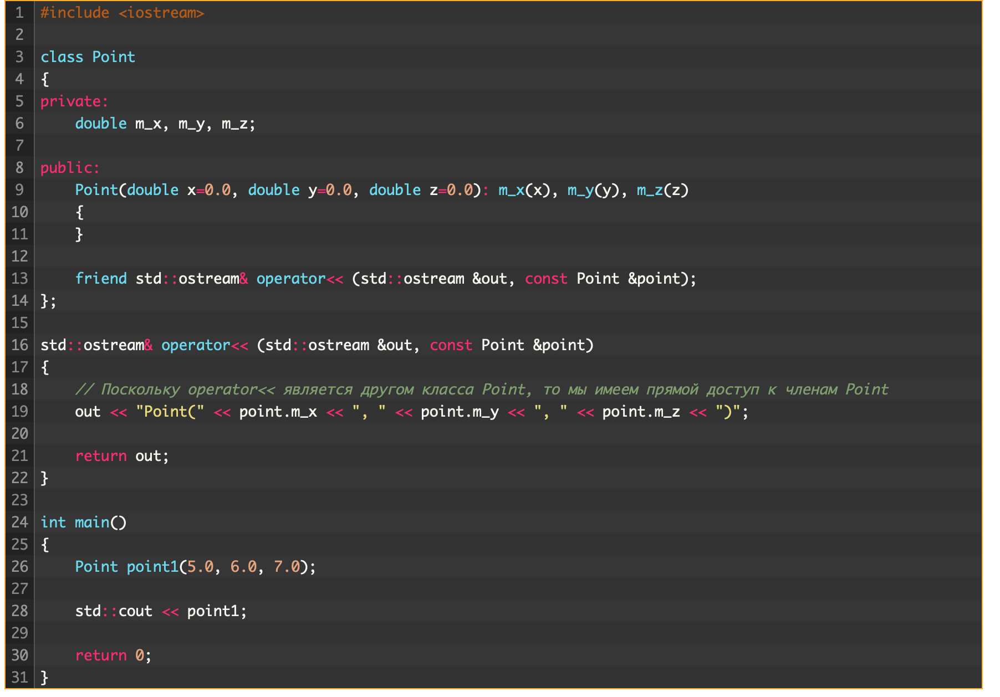 1 #include <iostream>
2
3 class Point
4 {
5 private:
6     double m_x, m_y, m_z;
7
8 public:
9     Point(double x=0.0, double y=0.0, double z=0.0): m_x(x), m_y(y), m_z(z)
10     {
11     }
12
13     friend std::ostream& operator<< (std::ostream &out, const Point &point);
14 };
15
16 std::ostream& operator<< (std::ostream &out, const Point &point)
17 {
18     // Поскольку operator<< является другом класса Point, то мы имеем прямой доступ к членам Point
19     out << "Point(" << point.m_x << ", " << point.m_y << ", " << point.m_z << ")";
20
21     return out;
22 }
23
24 int main()
25 {
26     Point point1(5.0, 6.0, 7.0);
27
28     std::cout << point1;
29
30     return 0;
31 }